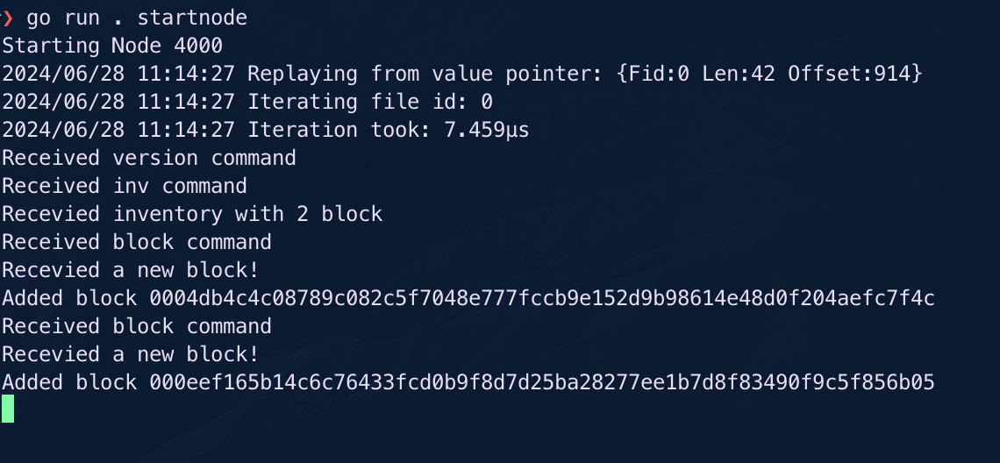 ❯ go run . startnode
Starting Node 4000
2024/06/28 11:14:27 Replaying from value pointer: {Fid:0 Len:42 Offset:914}
2024/06/28 11:14:27 Iterating file id: 0
2024/06/28 11:14:27 Iteration took: 7.459µs
Received version command
Received inv command
Recevied inventory with 2 block
Received block command
Recevied a new block!
Added block 0004db4c4c08789c082c5f7048e777fccb9e152d9b98614e48d0f204aefc7f4c
Received block command
Recevied a new block!
Added block 000eef165b14c6c76433fcd0b9f8d7d25ba28277ee1b7d8f83490f9c5f856b05